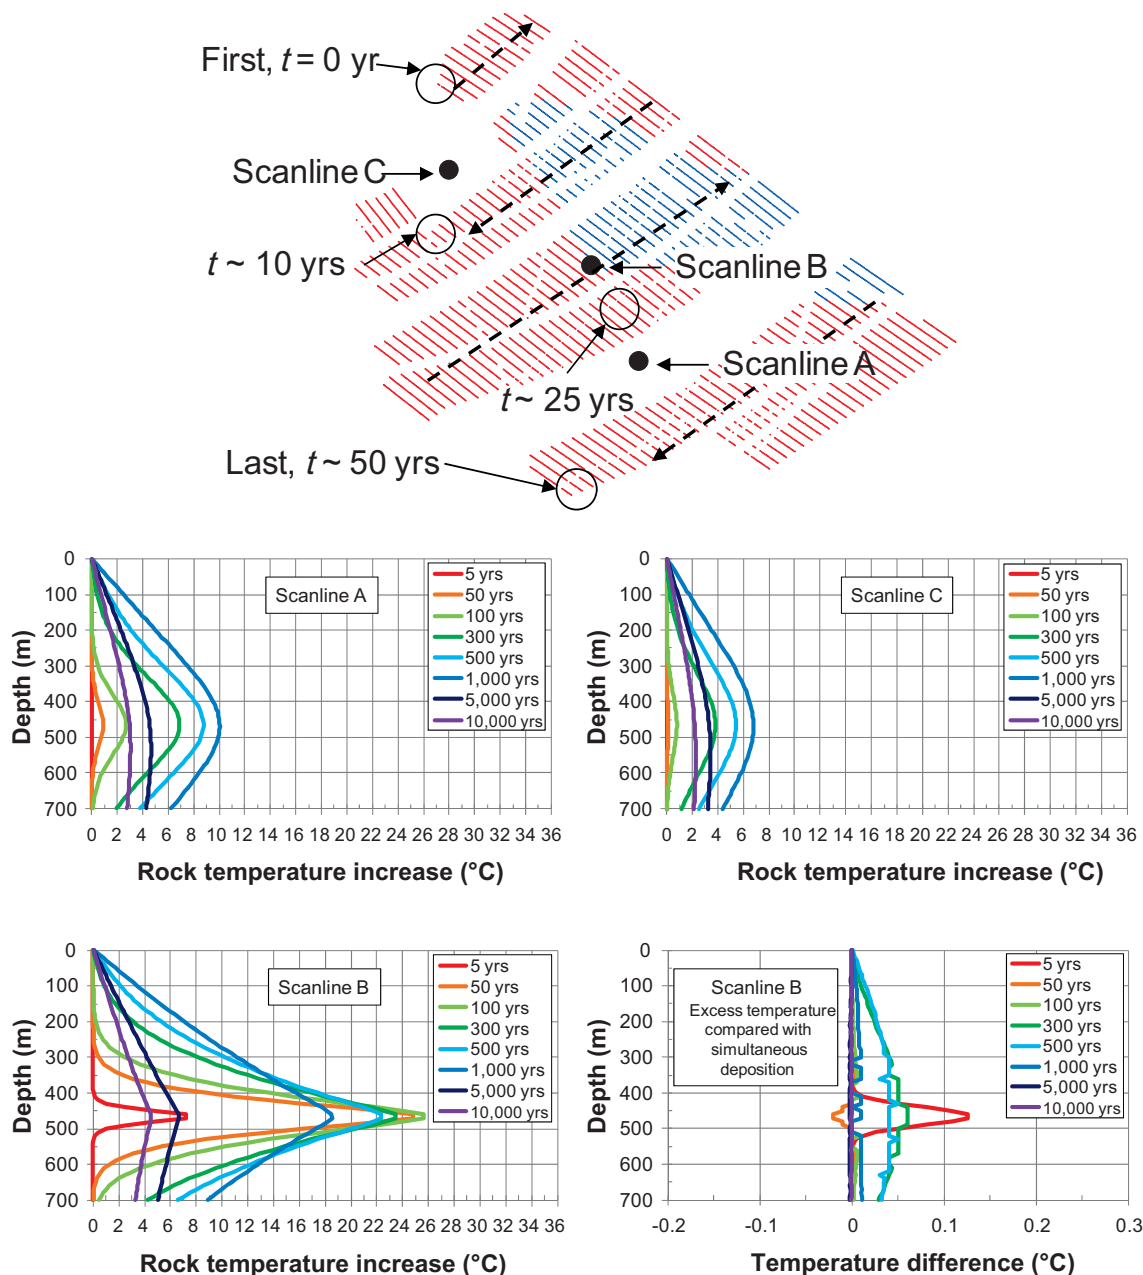 First, t = 0 yr
Scanline C
t ~ 10 yrs
Scanline B
Scanline A
t ~ 25 yrs
Last, t ~ 50 yrs
0
100
200
300
400
500
600
700
Depth (m)
Scanline A
5 yrs
50 yrs
100 yrs
300 yrs
500 yrs
1,000 yrs
5,000 yrs
10,000 yrs
0 2 4 6 8 10 12 14 16 18 20 22 24 26 28 30 32 34 36
Rock temperature increase (°C)
0
100
200
300
400
500
600
700
Depth (m)
Scanline C
5 yrs
50 yrs
100 yrs
300 yrs
500 yrs
1,000 yrs
5,000 yrs
10,000 yrs
0 2 4 6 8 10 12 14 16 18 20 22 24 26 28 30 32 34 36
Rock temperature increase (°C)
0
100
200
300
400
500
600
700
Depth (m)
Scanline B
5 yrs
50 yrs
100 yrs
300 yrs
500 yrs
1,000 yrs
5,000 yrs
10,000 yrs
0 2 4 6 8 10 12 14 16 18 20 22 24 26 28 30 32 34 36
Rock temperature increase (°C)
0
100
200
300
400
500
600
700
Depth (m)
Scanline B
Excess temperature
compared with
simultaneous
deposition
5 yrs
50 yrs
100 yrs
300 yrs
500 yrs
1,000 yrs
5,000 yrs
10,000 yrs
-0.2 -0.1 0 0.1 0.2 0.3
Temperature difference (°C)